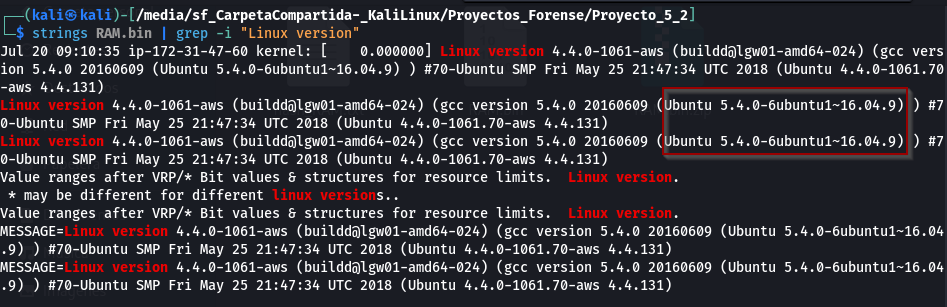 ┌──(kali㉿kali)-[/media/sf_CarpetaCompartida-_KaliLinux/Proyectos_Forense/Proyecto_5_2]
└─$ strings RAM.bin | grep -i "Linux version"
Jul 20 09:10:35 ip-172-31-47-60 kernel: [    0.000000] Linux version 4.4.0-1061-aws (buildd@lgw01-amd64-024) (gcc vers
ion 5.4.0 20160609 (Ubuntu 5.4.0-6ubuntu1~16.04.9) ) #70-Ubuntu SMP Fri May 25 21:47:34 UTC 2018 (Ubuntu 4.4.0-1061.70
-aws 4.4.131)
Linux version 4.4.0-1061-aws (buildd@lgw01-amd64-024) (gcc version 5.4.0 20160609 (Ubuntu 5.4.0-6ubuntu1~16.04.9) ) #7
0-Ubuntu SMP Fri May 25 21:47:34 UTC 2018 (Ubuntu 4.4.0-1061.70-aws 4.4.131)
Linux version 4.4.0-1061-aws (buildd@lgw01-amd64-024) (gcc version 5.4.0 20160609 (Ubuntu 5.4.0-6ubuntu1~16.04.9) ) #7
0-Ubuntu SMP Fri May 25 21:47:34 UTC 2018 (Ubuntu 4.4.0-1061.70-aws 4.4.131)
Value ranges after VRP/* Bit values & structures for resource limits.  Linux version.
 * may be different for different linux versions..
Value ranges after VRP/* Bit values & structures for resource limits.  Linux version.
MESSAGE=Linux version 4.4.0-1061-aws (buildd@lgw01-amd64-024) (gcc version 5.4.0 20160609 (Ubuntu 5.4.0-6ubuntu1~16.04
.9) ) #70-Ubuntu SMP Fri May 25 21:47:34 UTC 2018 (Ubuntu 4.4.0-1061.70-aws 4.4.131)
MESSAGE=Linux version 4.4.0-1061-aws (buildd@lgw01-amd64-024) (gcc version 5.4.0 20160609 (Ubuntu 5.4.0-6ubuntu1~16.04
.9) ) #70-Ubuntu SMP Fri May 25 21:47:34 UTC 2018 (Ubuntu 4.4.0-1061.70-aws 4.4.131)